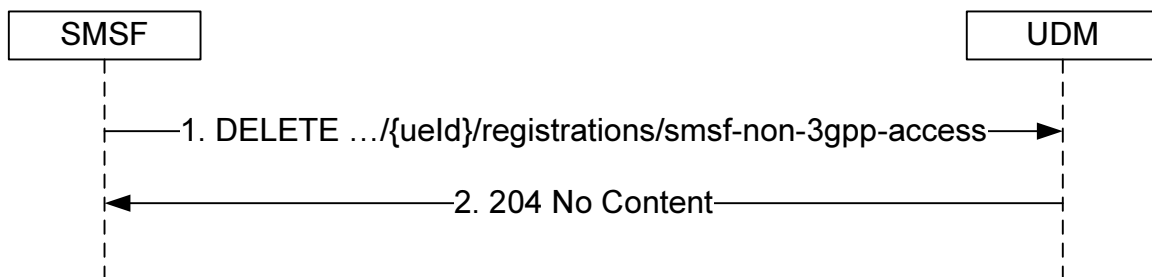 SMSF
UDM
1. DELETE …/{ueId}/registrations/smsf-non-3gpp-access
2. 204 No Content